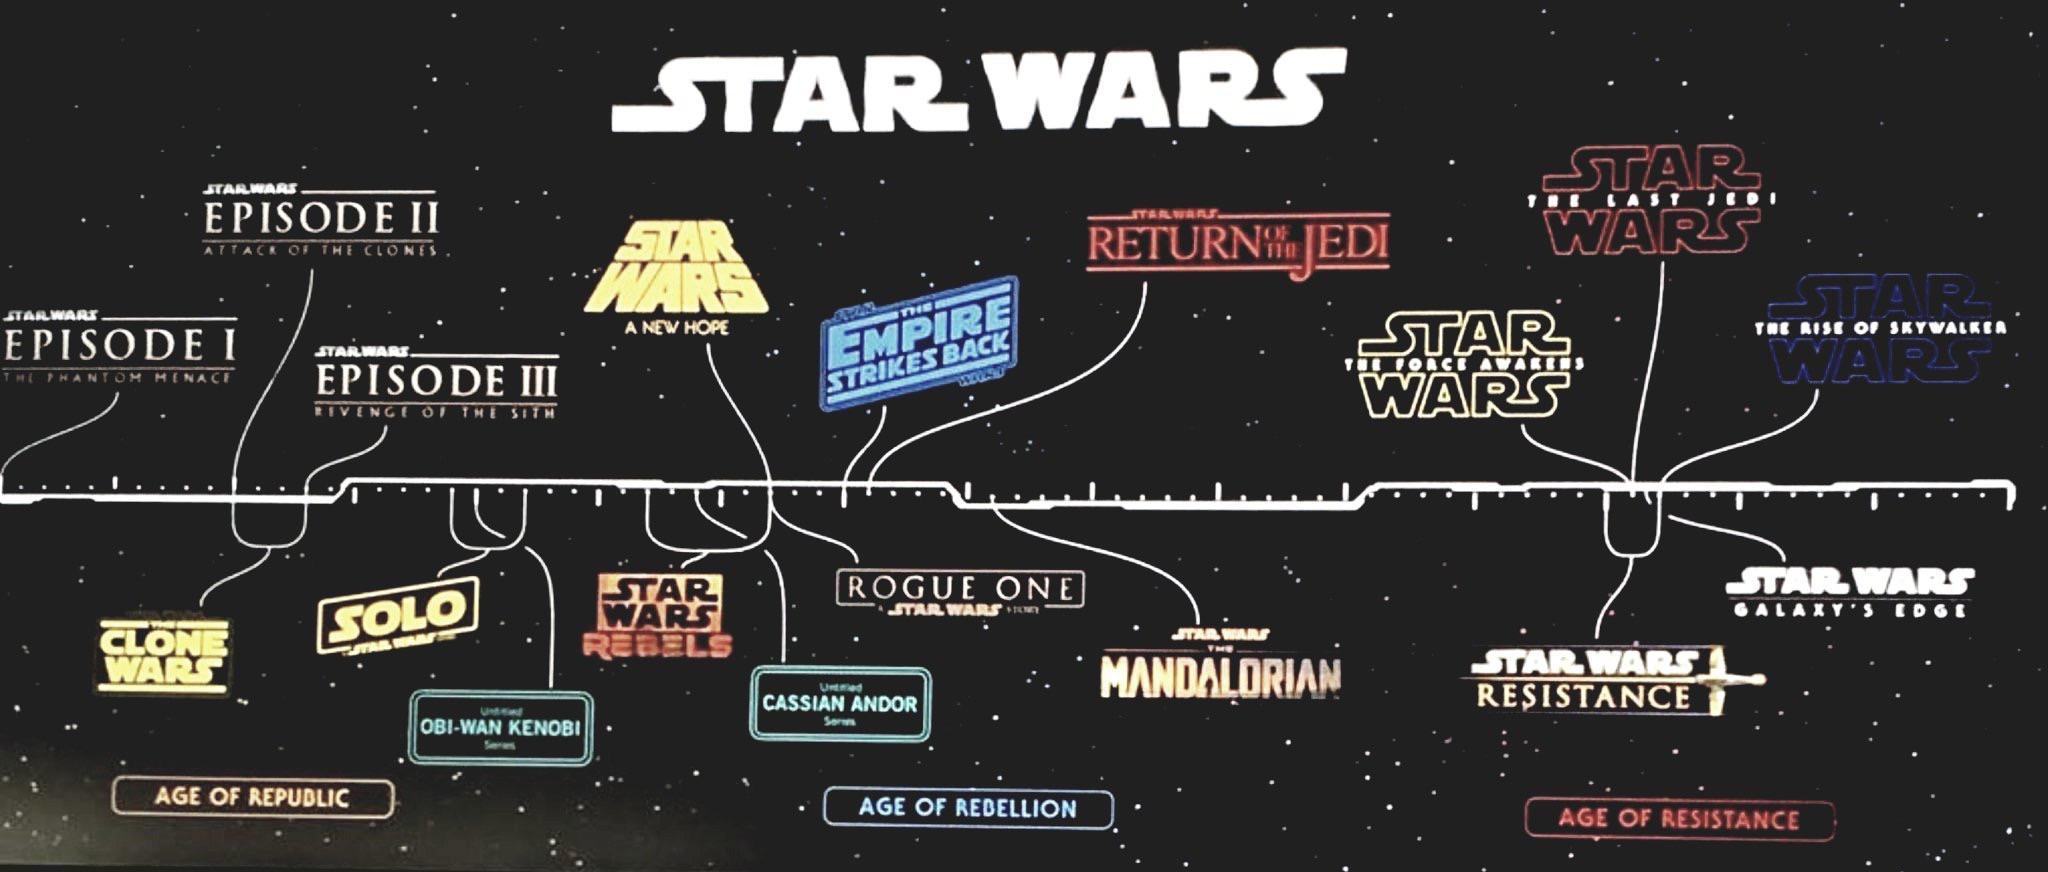 STAR WARS
STAR WARS
EPISODE II
ATTACK OF THE CLONES
STAR WARS
EPISODE I
THE PHANTOM MENACE
STAR WARS
EPISODE III
REVENGE OF THE SITH
STAR
WARS
A NEW HOPE
STAR
THE
EMPIRE
STRIKES BACK
WARS
STAR WARS
RETURN OF THE JEDI
STAR
THE FORCE AWAKENS
WARS
STAR
THE LAST JEDI
WARS
STAR
THE RISE OF SKYWALKER
WARS
THE
CLONE
WARS
SOLO
STAR WARS
Untitled
OBI-WAN KENOBI
Series
STAR
WARS
REBELS
Untitled
CASSIAN ANDOR
Series
ROGUE ONE
A STAR WARS STORY
STAR WARS
THE
MANDALORIAN
STAR WARS
RESISTANCE
STAR WARS
GALAXY'S EDGE
AGE OF REPUBLIC
AGE OF REBELLION
AGE OF RESISTANCE